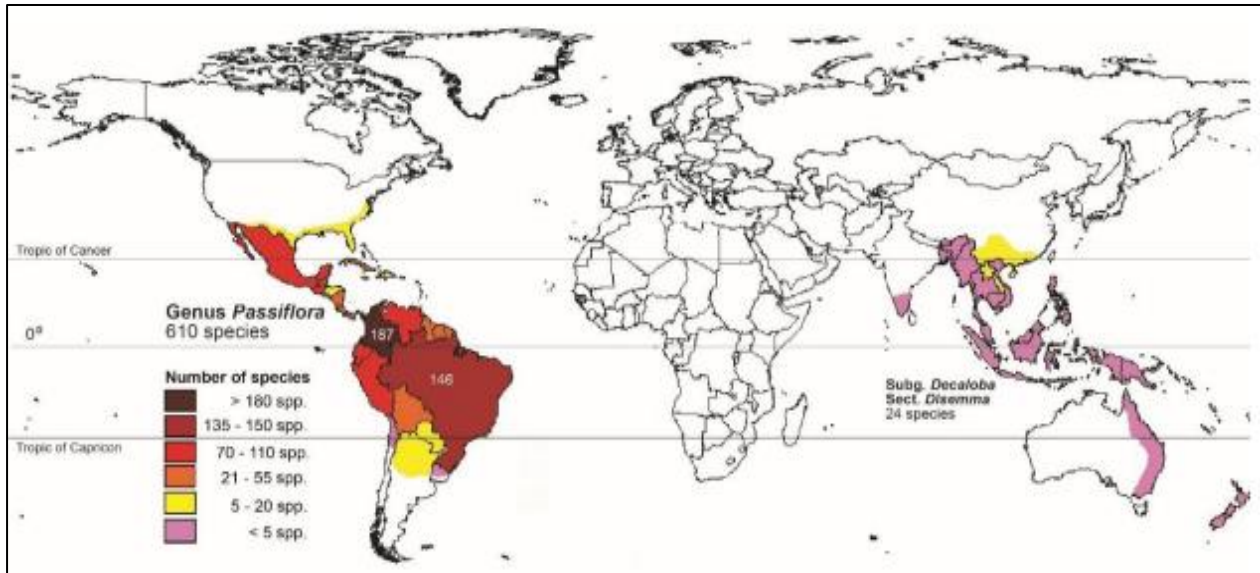 Tropic of Cancer
Genus Passiflora
610 species
0º
187
146
Number of species
> 180 spp.
135 - 150 spp.
70 - 110 spp.
21 - 55 spp.
5 - 20 spp.
< 5 spp.
Subg. Decaloba
Sect. Disemma
24 species
Tropic of Capricon